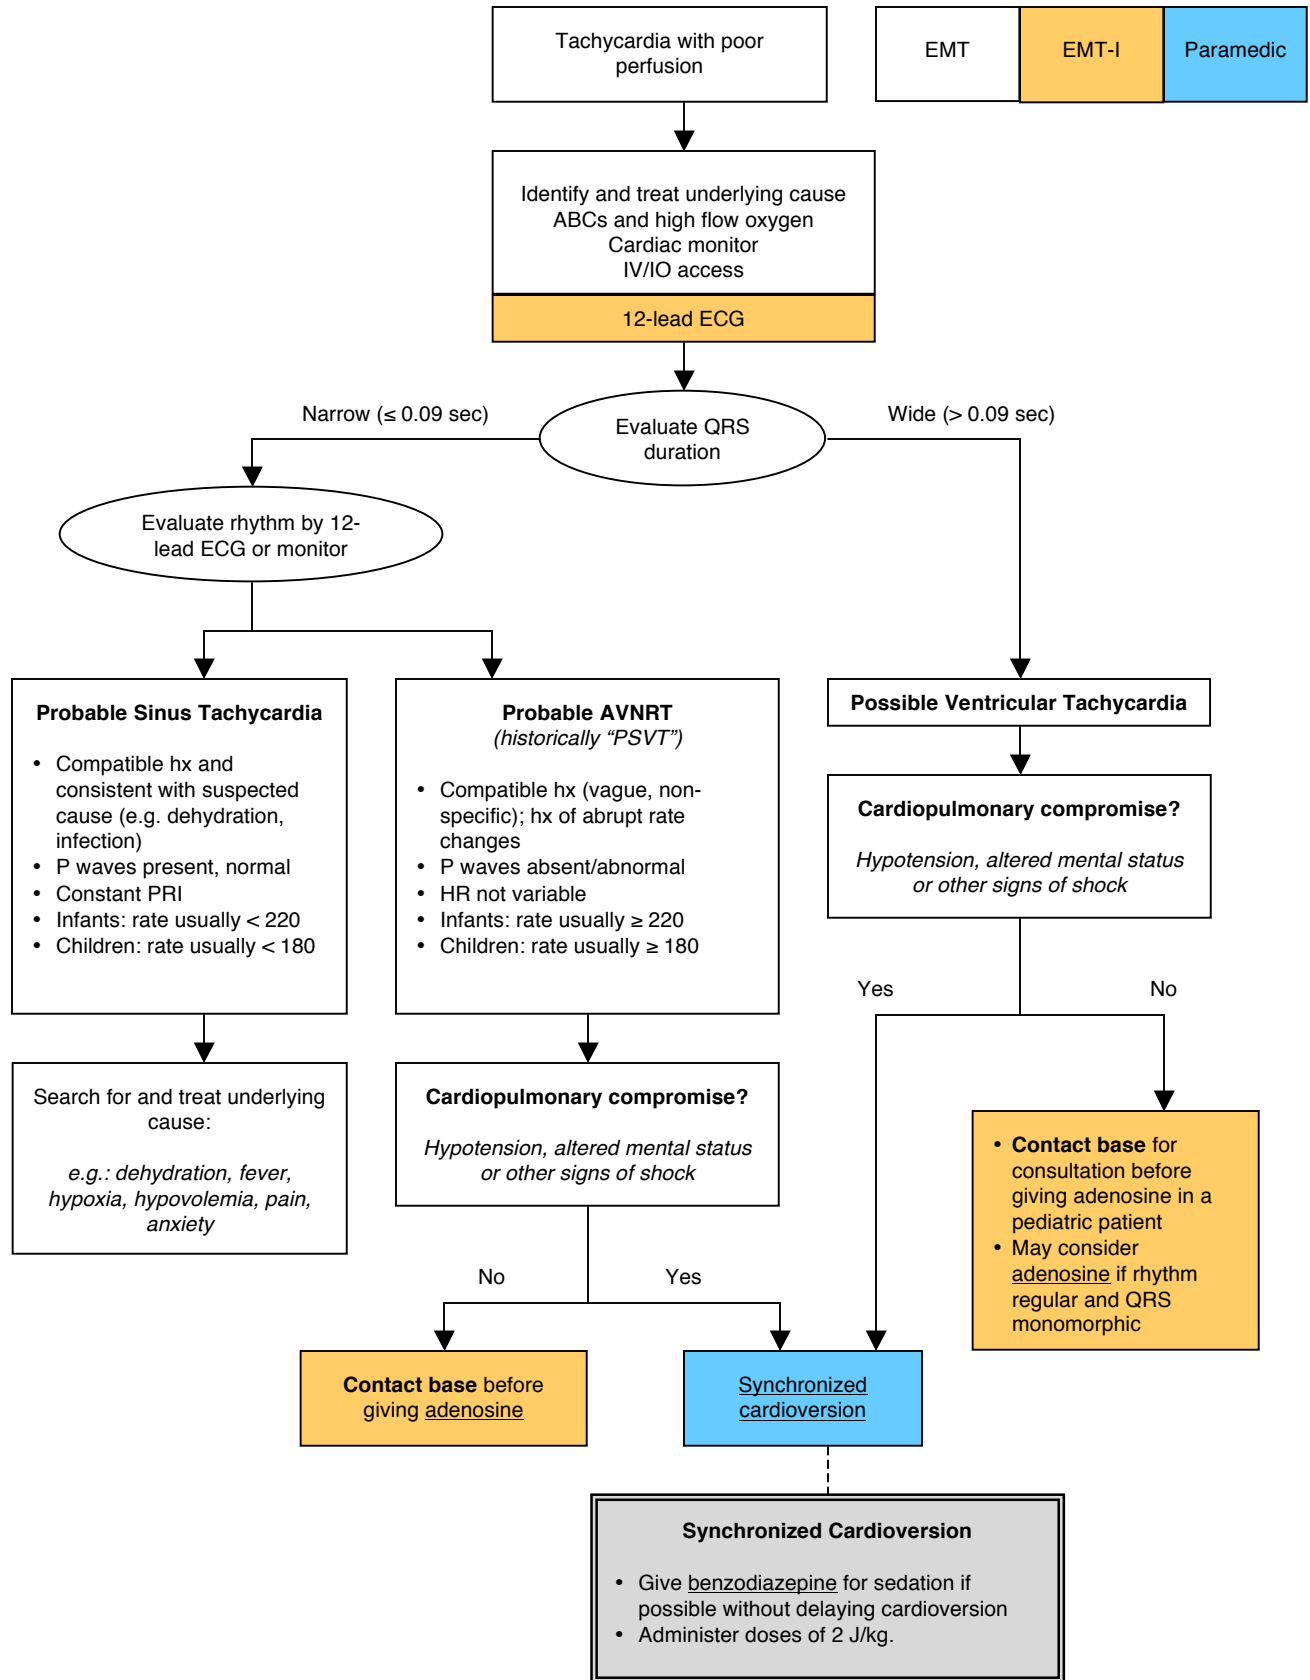 Tachycardia with poor
perfusion
EMT
EMT-I
Paramedic
Identify and treat underlying cause
ABCs and high flow oxygen
Cardiac monitor
IV/IO access
12-lead ECG
Narrow (≤ 0.09 sec)
Evaluate QRS
duration
Wide (> 0.09 sec)
Evaluate rhythm by 12-
lead ECG or monitor
Probable Sinus Tachycardia
• Compatible hx and
consistent with suspected
cause (e.g. dehydration,
infection)
• P waves present, normal
• Constant PRI
• Infants: rate usually < 220
• Children: rate usually < 180
Probable AVNRT
(historically “PSVT”)
• Compatible hx (vague, non-
specific); hx of abrupt rate
changes
• P waves absent/abnormal
• HR not variable
• Infants: rate usually ≥ 220
• Children: rate usually ≥ 180
Possible Ventricular Tachycardia
Cardiopulmonary compromise?
Hypotension, altered mental status
or other signs of shock
Yes
No
Search for and treat underlying
cause:
e.g.: dehydration, fever,
hypoxia, hypovolemia, pain,
anxiety
Cardiopulmonary compromise?
Hypotension, altered mental status
or other signs of shock
• Contact base for
consultation before
giving adenosine in a
pediatric patient
• May consider
adenosine if rhythm
regular and QRS
monomorphic
No
Yes
Contact base before
giving adenosine
Synchronized
cardioversion
Synchronized Cardioversion
• Give benzodiazepine for sedation if
possible without delaying cardioversion
• Administer doses of 2 J/kg.